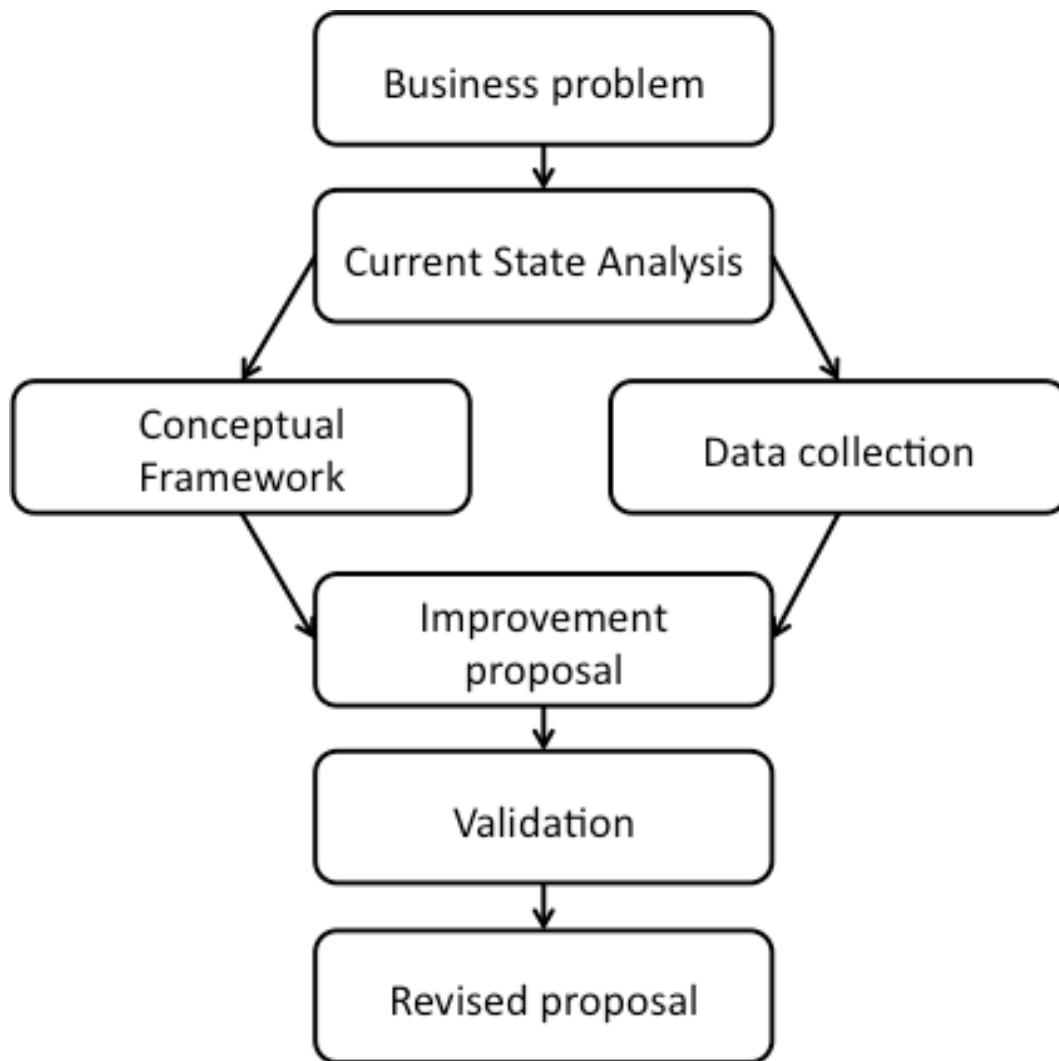 Business problem
Current State Analysis
Conceptual
Framework
Data collection
Improvement
proposal
Validation
Revised proposal